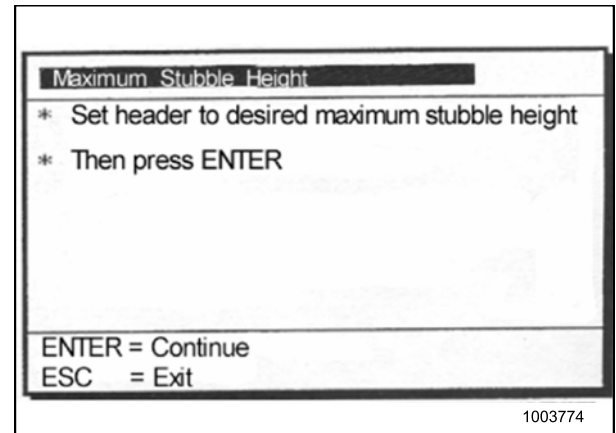 Maximum Stubble Height
* Set header to desired maximum stubble height
* Then press ENTER
ENTER = Continue
ESC = Exit
1003774